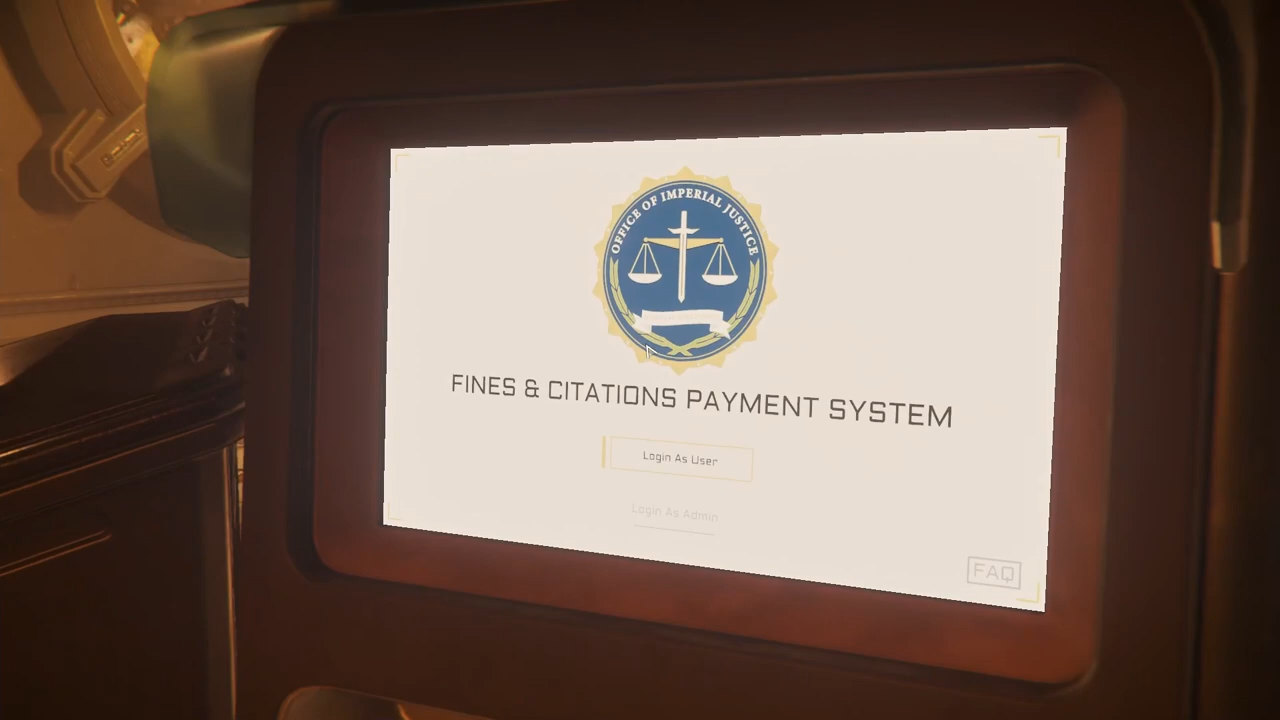 OFFICE OF IMPERIAL JUSTICE
FINES & CITATIONS PAYMENT SYSTEM
Login As User
Login As Admin
FAQ